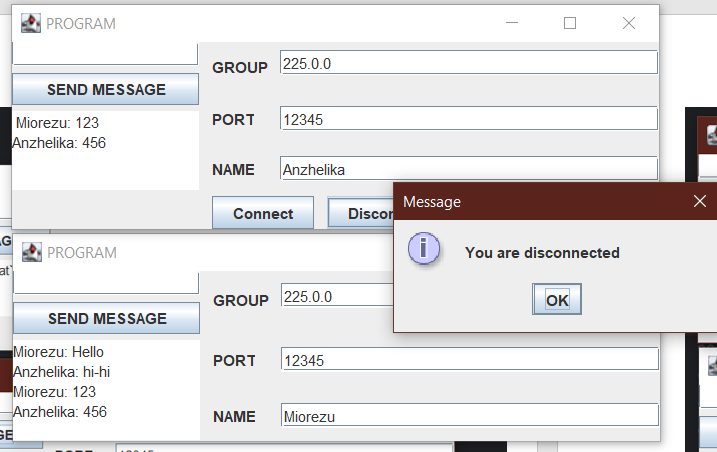 PROGRAM
GROUP
225.0.0
SEND MESSAGE
Miorezu: 123
Anzhelika: 456
PORT
12345
NAME
Anzhelika
Connect
Discon
Message
You are disconnected
OK
PROGRAM
GROUP
225.0.0
SEND MESSAGE
Miorezu: Hello
Anzhelika: hi-hi
Miorezu: 123
Anzhelika: 456
PORT
12345
NAME
Miorezu